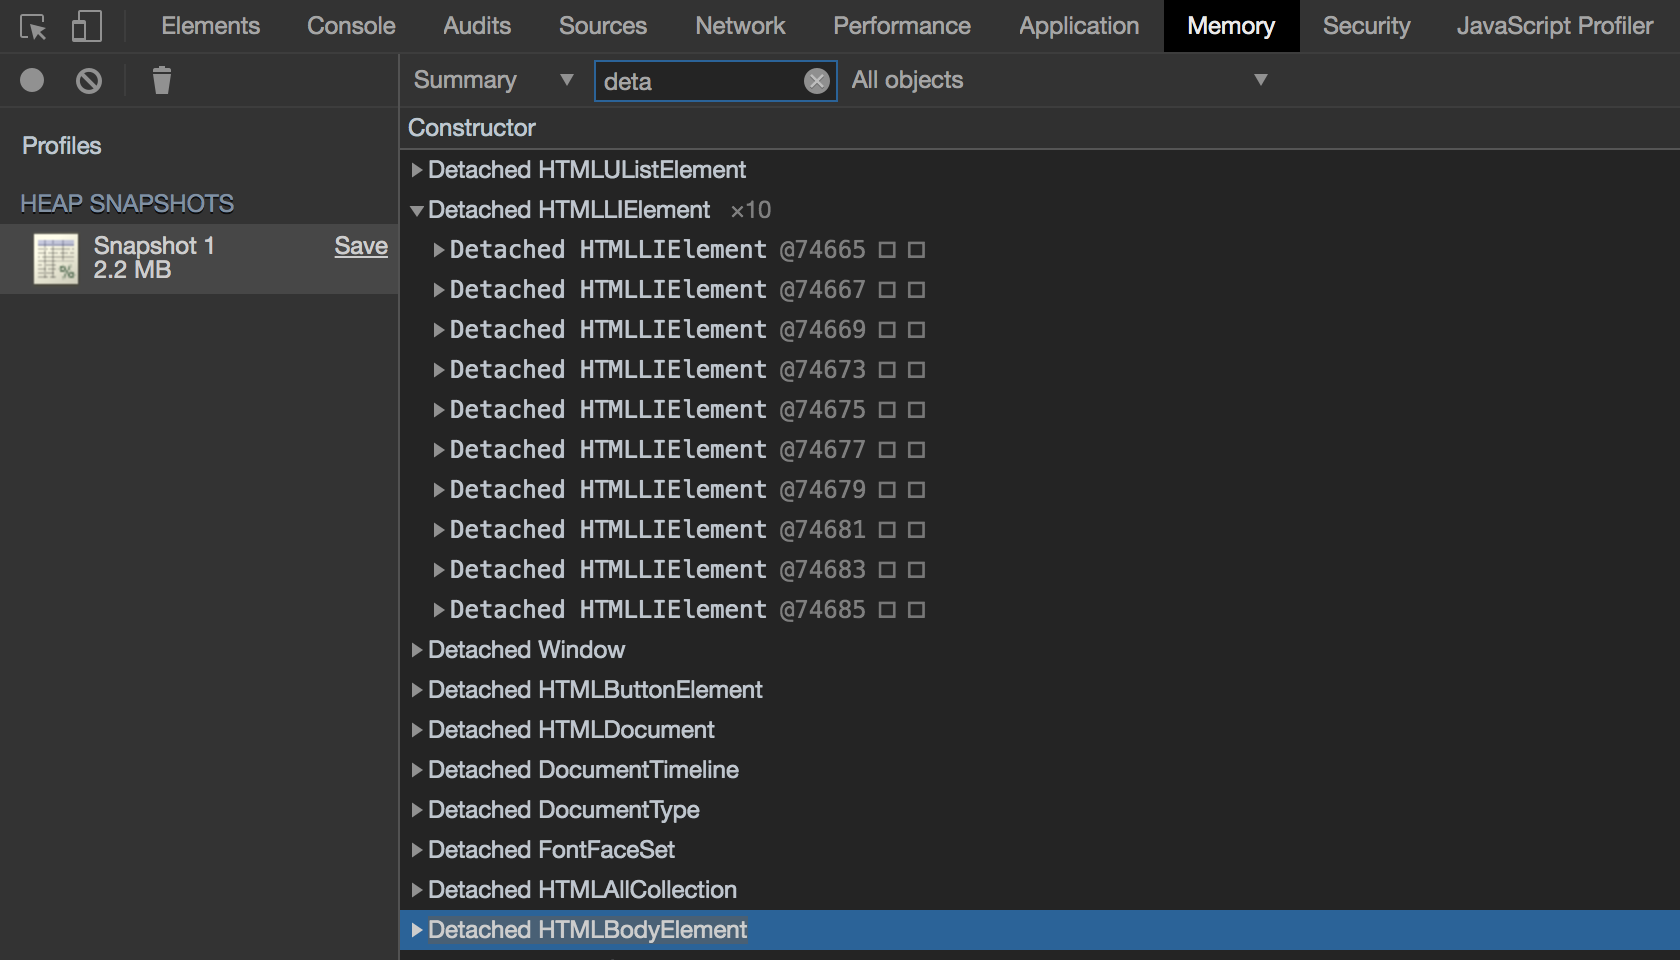 Elements Console Audits Sources Network Performance Application Memory Security JavaScript Profiler
Summary deta All objects
Constructor
Profiles
HEAP SNAPSHOTS
Snapshot 1 Save
2.2 MB
Detached HTMLUListElement
Detached HTMLLIElement ×10
Detached HTMLLIElement @74665
Detached HTMLLIElement @74667
Detached HTMLLIElement @74669
Detached HTMLLIElement @74673
Detached HTMLLIElement @74675
Detached HTMLLIElement @74677
Detached HTMLLIElement @74679
Detached HTMLLIElement @74681
Detached HTMLLIElement @74683
Detached HTMLLIElement @74685
Detached Window
Detached HTMLButtonElement
Detached HTMLDocument
Detached DocumentTimeline
Detached DocumentType
Detached FontFaceSet
Detached HTMLAllCollection
Detached HTMLBodyElement